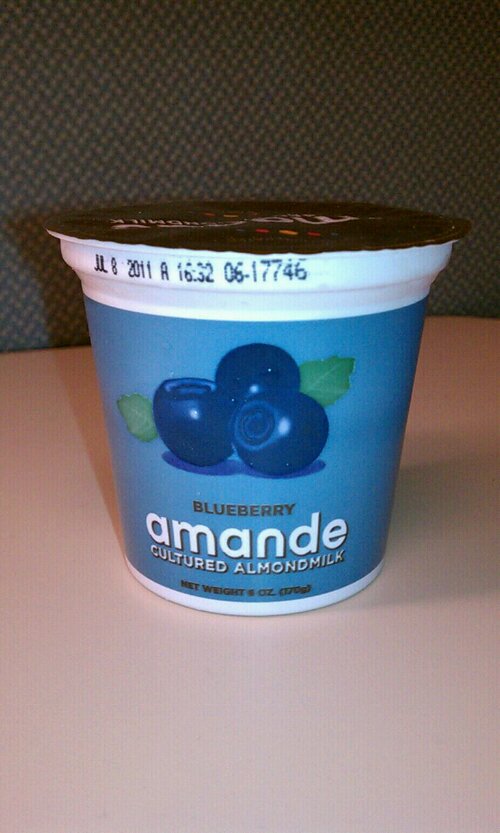 JUL 8 2011 A 16:32 06-17746
BLUEBERRY
amande
CULTURED ALMONDMILK
NET WEIGHT 6 OZ. (170g)